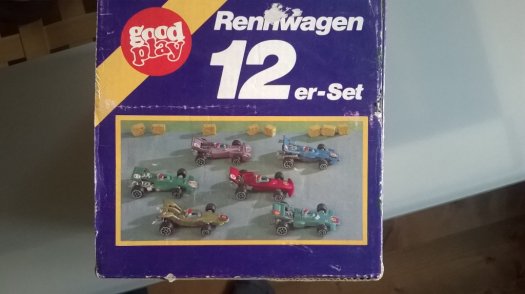 good
play
Rennwagen
12 er-Set